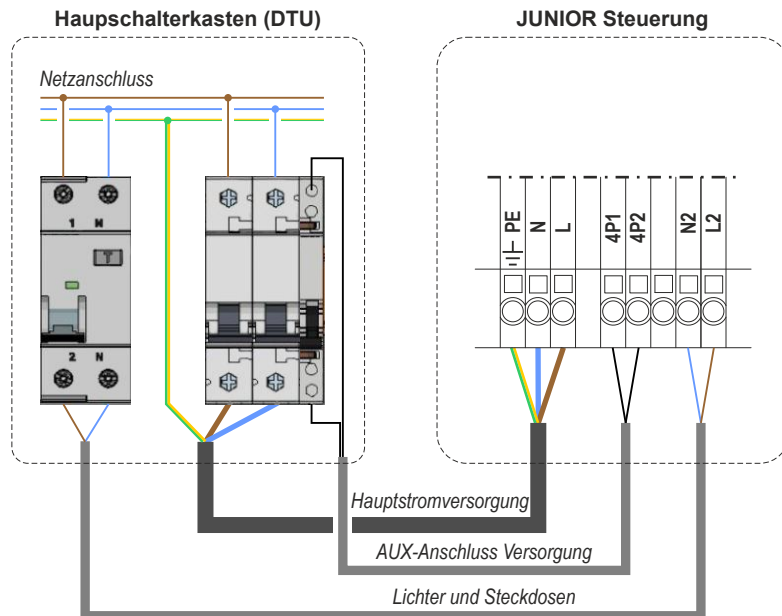 Haupschalterkasten (DTU)
JUNIOR Steuerung
Netzanschluss
1 N
T
2 N
PE
N
L
4P1
4P2
N2
L2
Hauptstromversorgung
AUX-Anschluss Versorgung
Lichter und Steckdosen